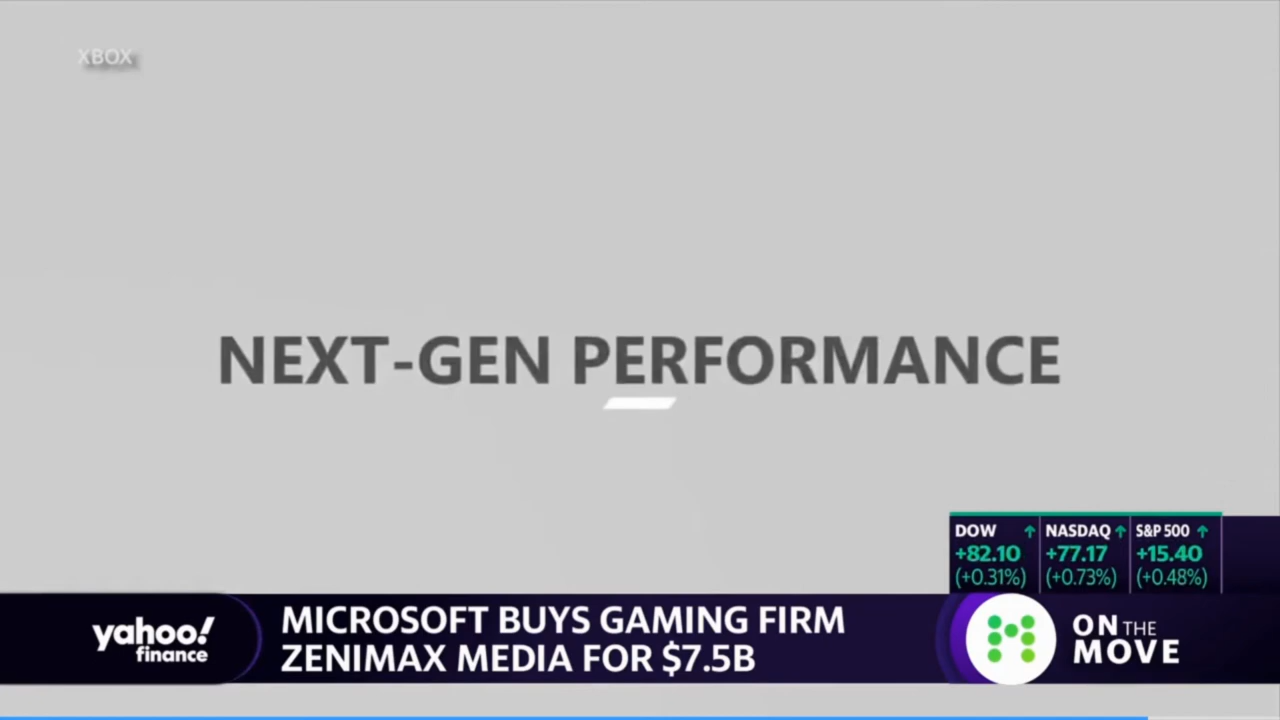 XBOX
NEXT-GEN PERFORMANCE
DOW
+82.10
(+0.31%)
NASDAQ
+77.17
(+0.73%)
S&P 500
+15.40
(+0.48%)
yahoo!
finance
MICROSOFT BUYS GAMING FIRM
ZENIMAX MEDIA FOR $7.5B
ON THE
MOVE